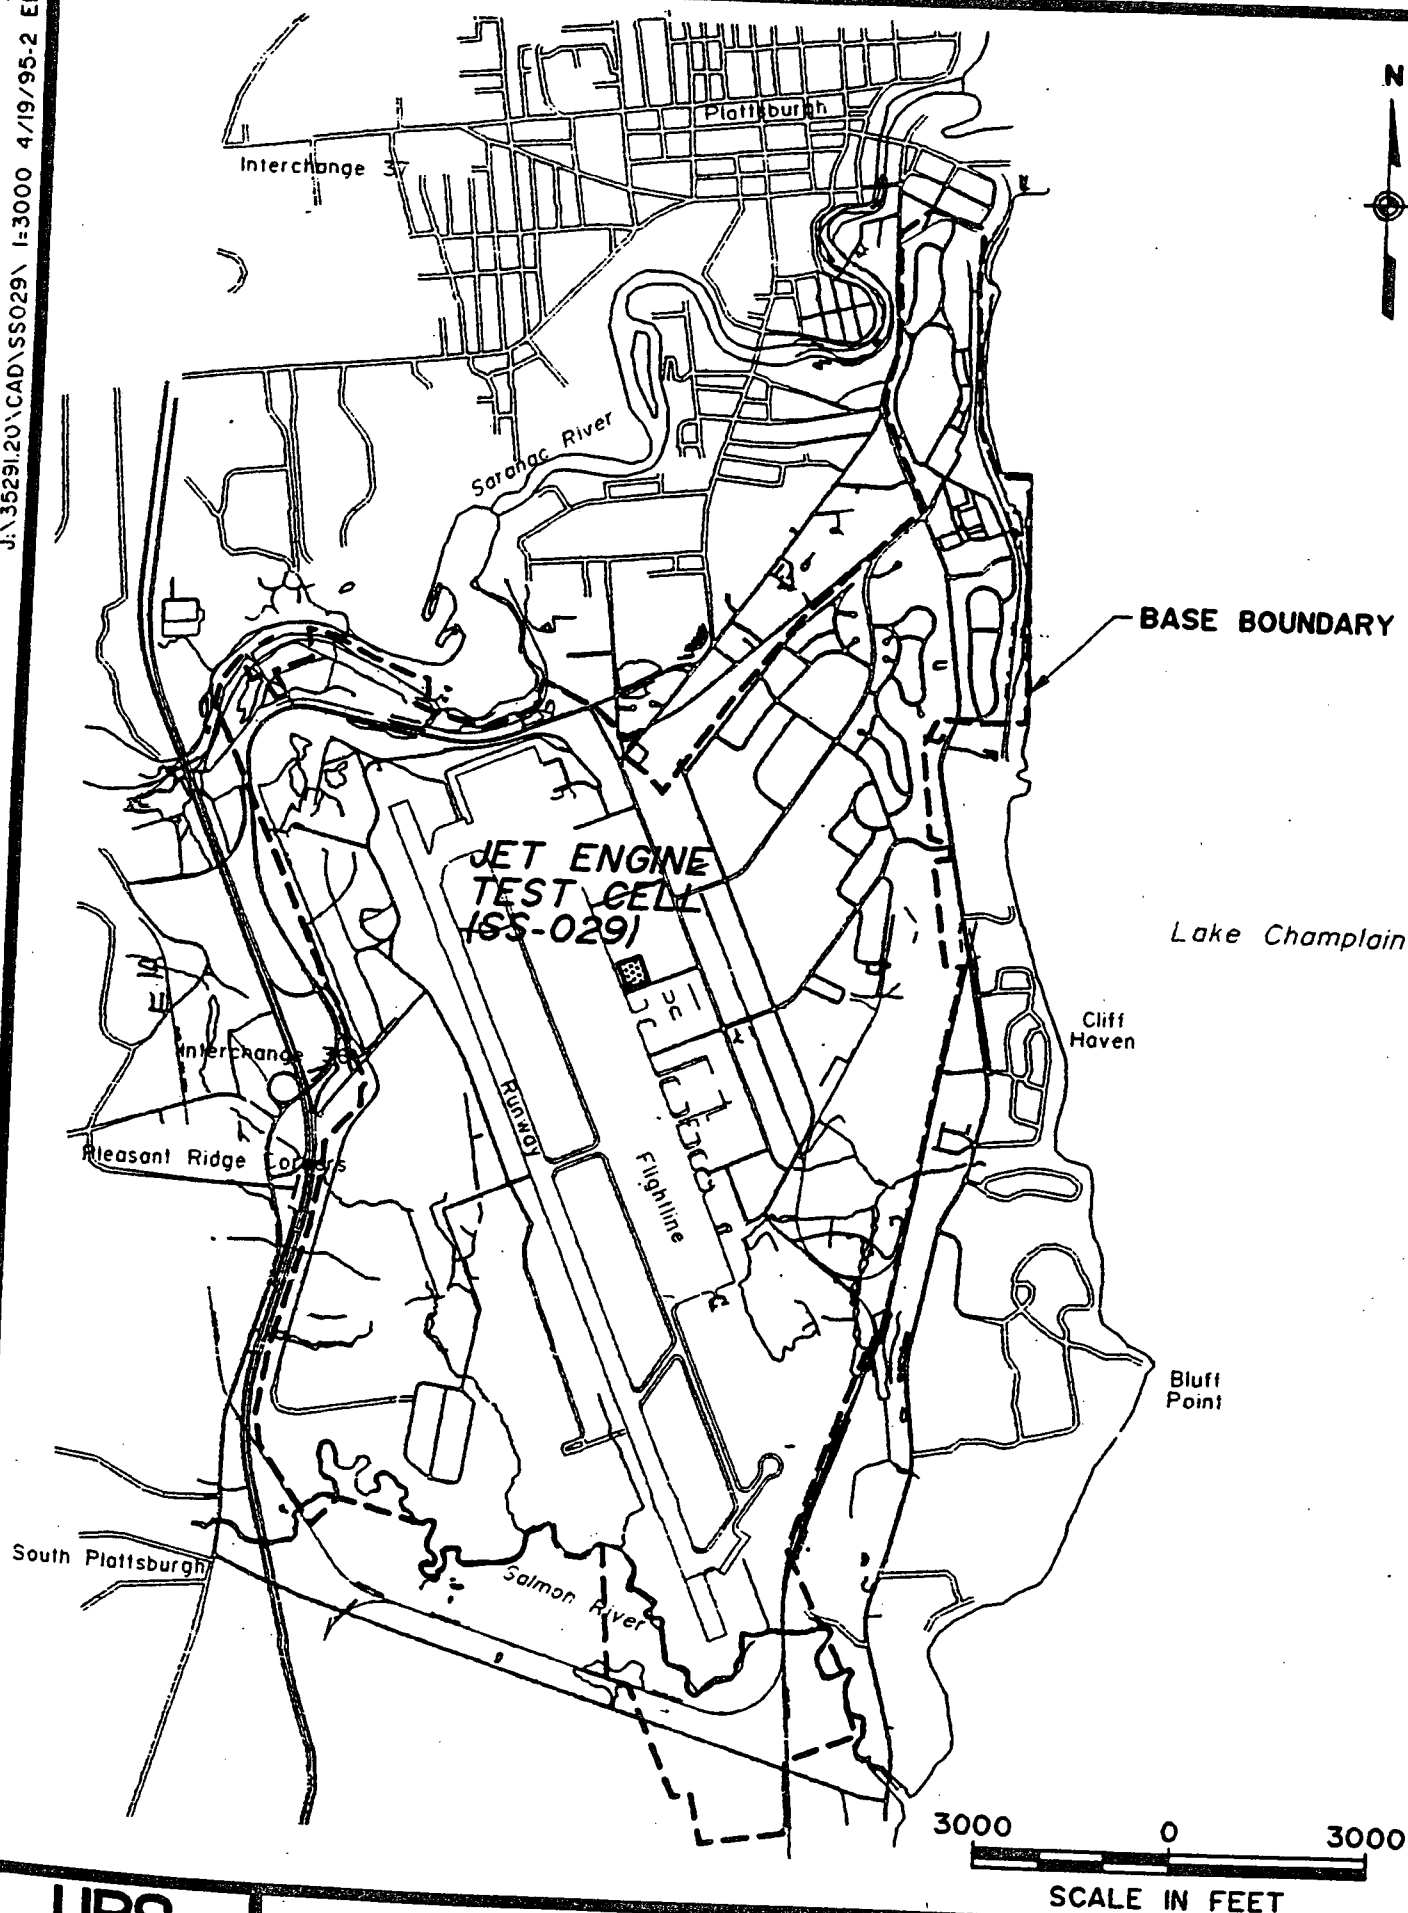 J:\35291.20\CAD\SS029\ 1=3000 4/19/95-2
N
Plattsburgh
Interchange 37
Saranac River
BASE BOUNDARY
JET ENGINE
TEST CELL
(SS-029)
Lake Champlain
Cliff
Haven
Interchange 36
Runway
Pleasant Ridge Corners
Flightline
Bluff
Point
South Plattsburgh
Salmon River
3000 0 3000
SCALE IN FEET
URS